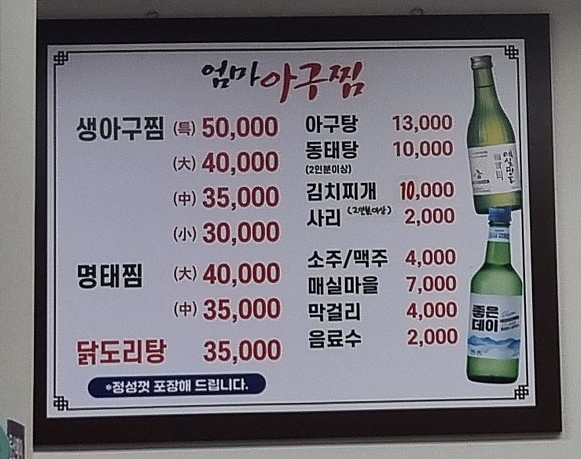 엄마아구찜
생아구찜 (特) 50,000
(大) 40,000
(中) 35,000
(小) 30,000
명태찜 (大) 40,000
(中) 35,000
닭도리탕 35,000
*정성껏 포장해 드립니다.
아구탕 13,000
동태탕 10,000
(2인분이상)
김치찌개 10,000
(2인분이상)
사리 2,000
소주/맥주 4,000
매실마을 7,000
막걸리 4,000
음료수 2,000
좋은
데이